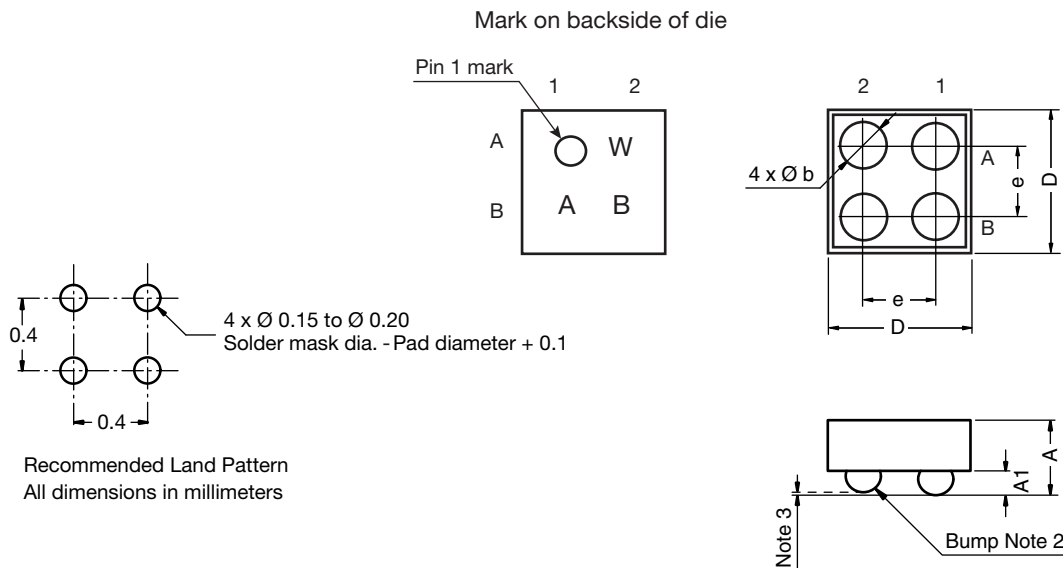 Mark on backside of die
Pin 1 mark
1 2
A W
B A B
2 1
4 x Ø b
A
B
e
D
e
D
0.4
4 x Ø 0.15 to Ø 0.20
Solder mask dia. - Pad diameter + 0.1
0.4
Recommended Land Pattern
All dimensions in millimeters
A
A1
Note 3
Bump Note 2